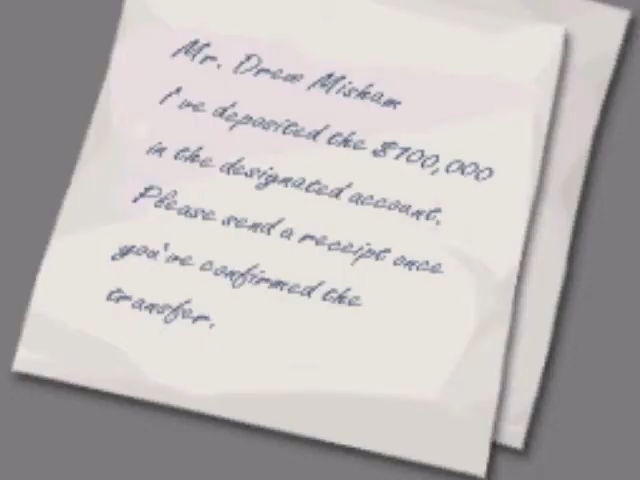 Mr. Drew Misham
I've deposited the $100,000
in the designated account.
Please send a receipt once
you've confirmed the
transfer.